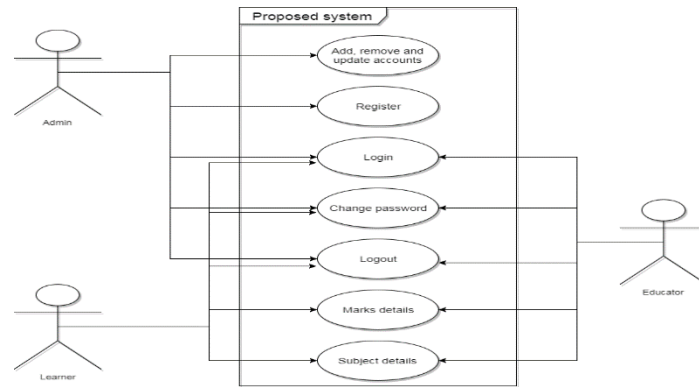 Proposed system
Add, remove and
update accounts
Admin
Register
Login
Change password
Educator
Logout
Marks details
Learner
Subject details